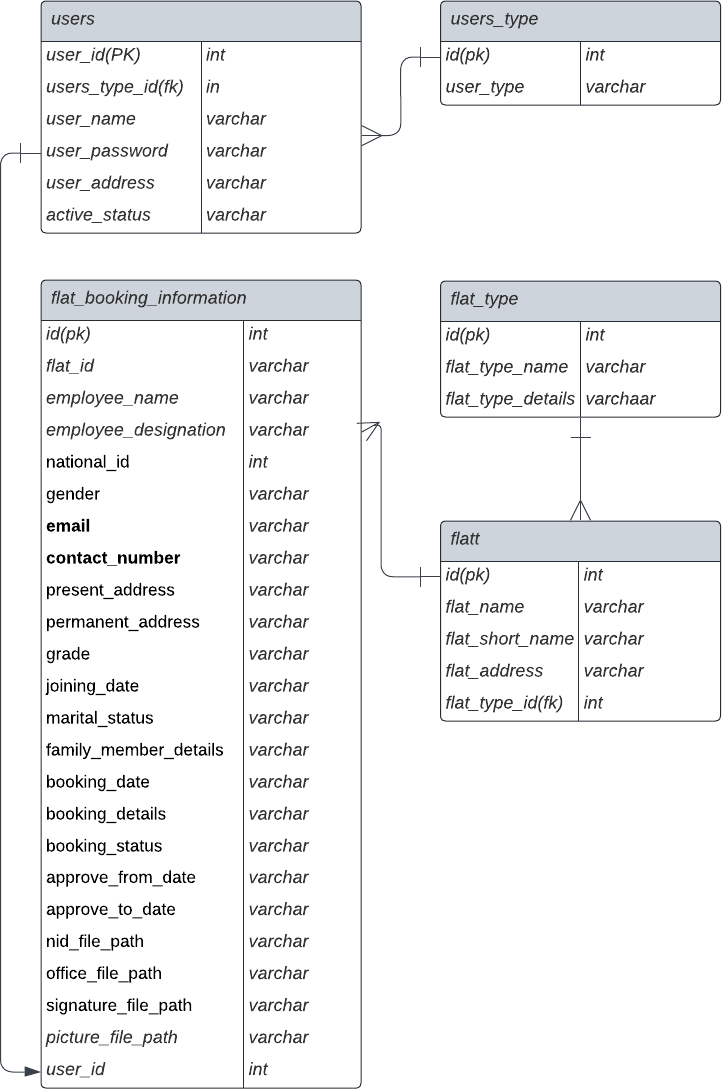 users
user_id(PK) int
users_type_id(fk) in
user_name varchar
user_password varchar
user_address varchar
active_status varchar
users_type
id(pk) int
user_type varchar
flat_booking_information
id(pk) int
flat_id varchar
employee_name varchar
employee_designation varchar
national_id int
gender varchar
email varchar
contact_number varchar
present_address varchar
permanent_address varchar
grade varchar
joining_date varchar
marital_status varchar
family_member_details varchar
booking_date varchar
booking_details varchar
booking_status varchar
approve_from_date varchar
approve_to_date varchar
nid_file_path varchar
office_file_path varchar
signature_file_path varchar
picture_file_path varchar
user_id int
flat_type
id(pk) int
flat_type_name varchar
flat_type_details varchaar
flatt
id(pk) int
flat_name varchar
flat_short_name varchar
flat_address varchar
flat_type_id(fk) int